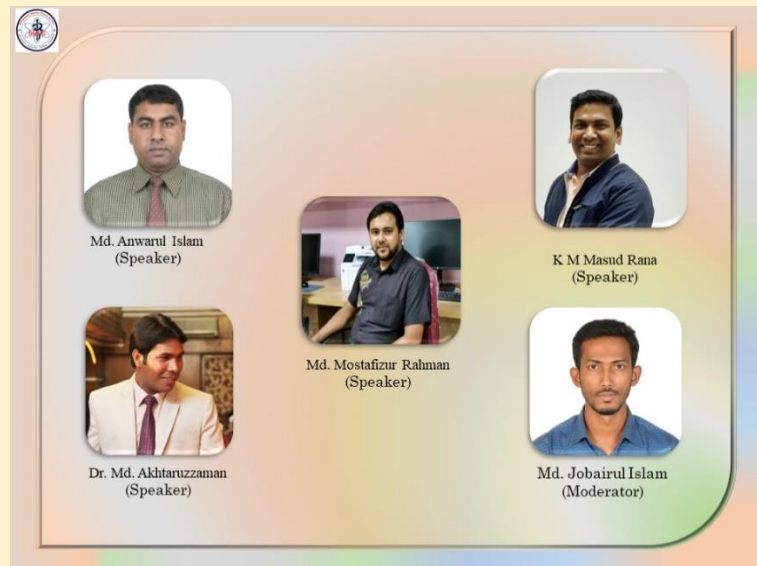 Md. Anwarul Islam
(Speaker)
K M Masud Rana
(Speaker)
Md. Mostafizur Rahman
(Speaker)
Dr. Md. Akhtaruzzaman
(Speaker)
Md. Jobairul Islam
(Moderator)